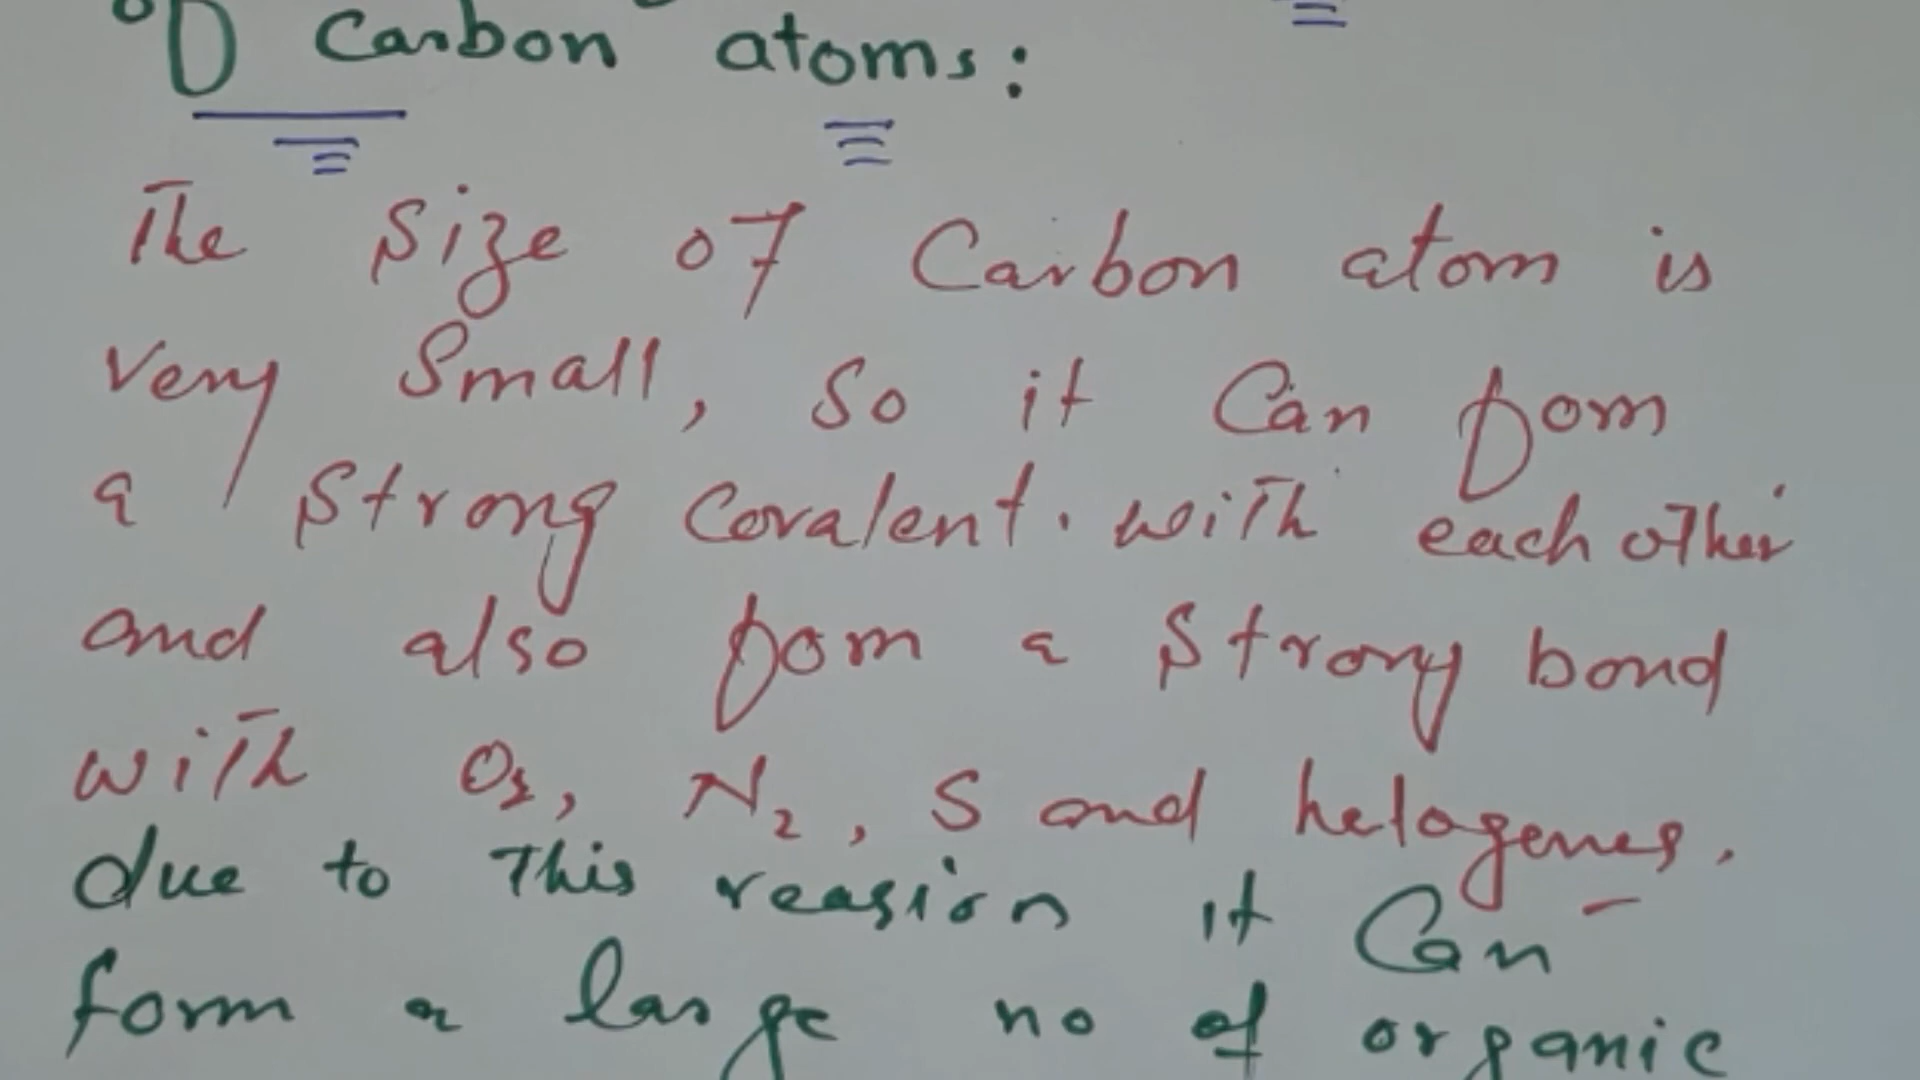 of Carbon atoms:
The size of Carbon atom is
very small, so it can form
a strong covalent. with each other
and also form a strong bond
with O2, N2, S and helogenes.
due to this reasion it can
form a large no of organic